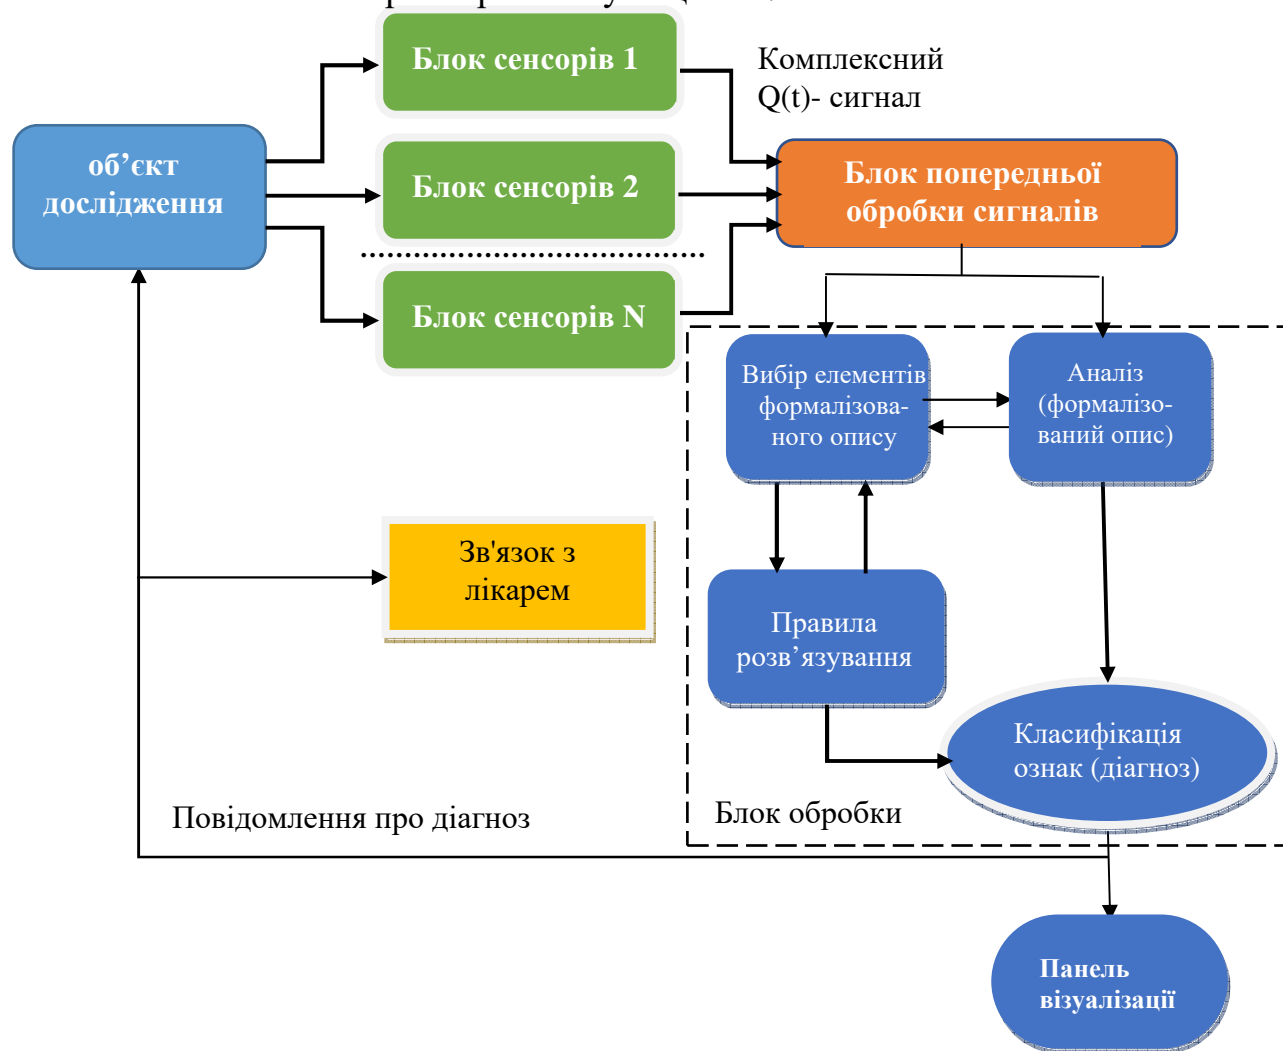 Блок сенсорів 1
Комплексний
Q(t)- сигнал
об’єкт
дослідження
Блок сенсорів 2
Блок попередньої
обробки сигналів
Блок сенсорів N
Вибір елементів
формалізова-
ного опису
Аналіз
(формалізо-
ваний опис)
Зв'язок з
лікарем
Правила
розв’язування
Класифікація
ознак (діагноз)
Повідомлення про діагноз
Блок обробки
Панель
візуалізації